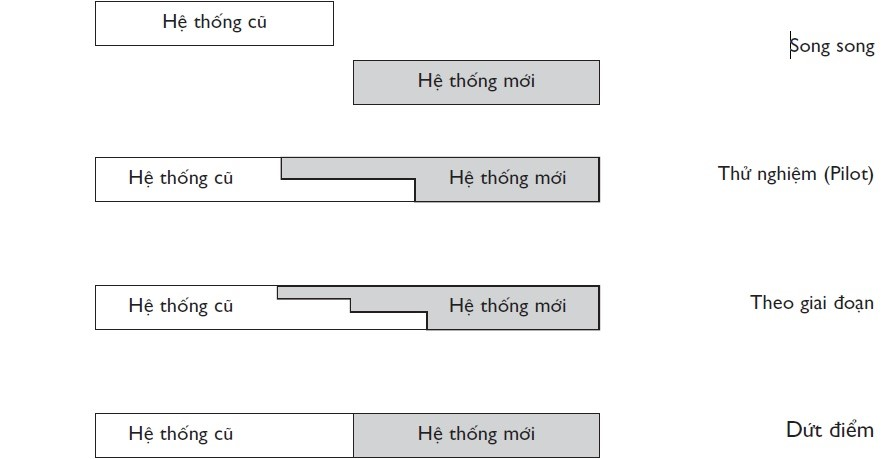 Hệ thống cũ
Song song
Hệ thống mới
Hệ thống cũ
Hệ thống mới
Thử nghiệm (Pilot)
Hệ thống cũ
Hệ thống mới
Theo giai đoạn
Hệ thống cũ
Hệ thống mới
Dứt điểm